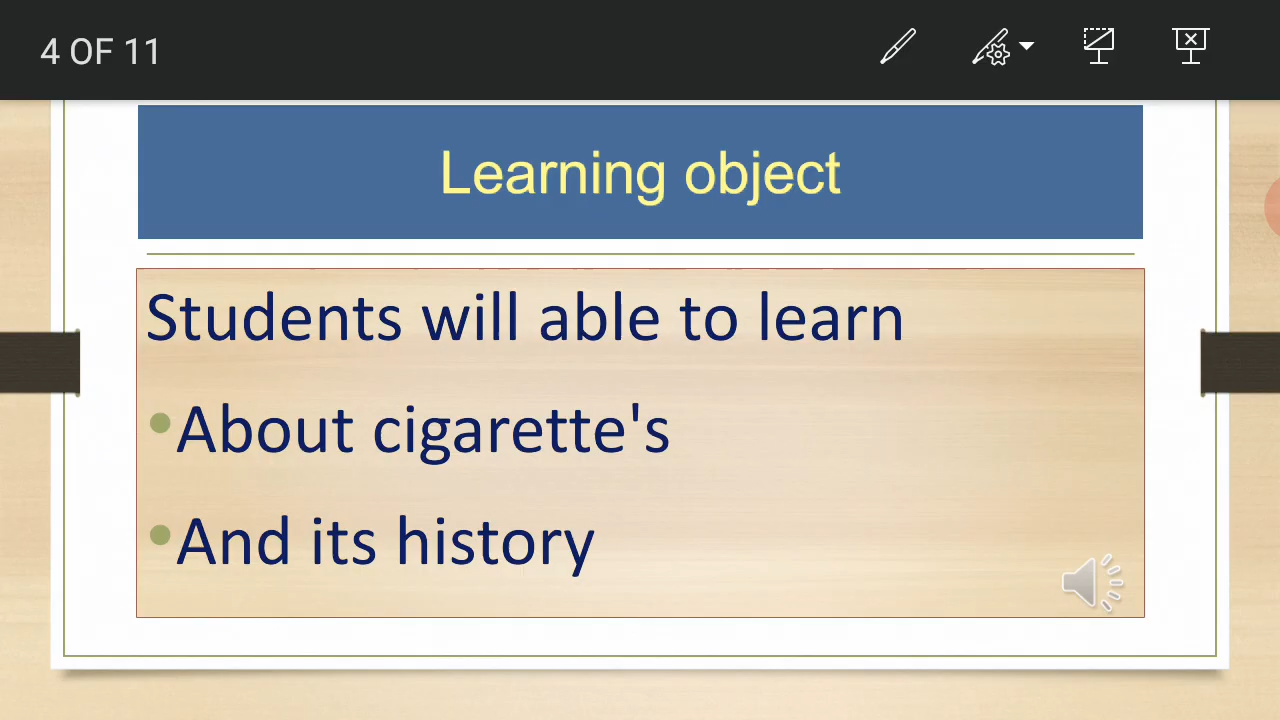 4 OF 11
Learning object
Students will able to learn
•About cigarette's
•And its history